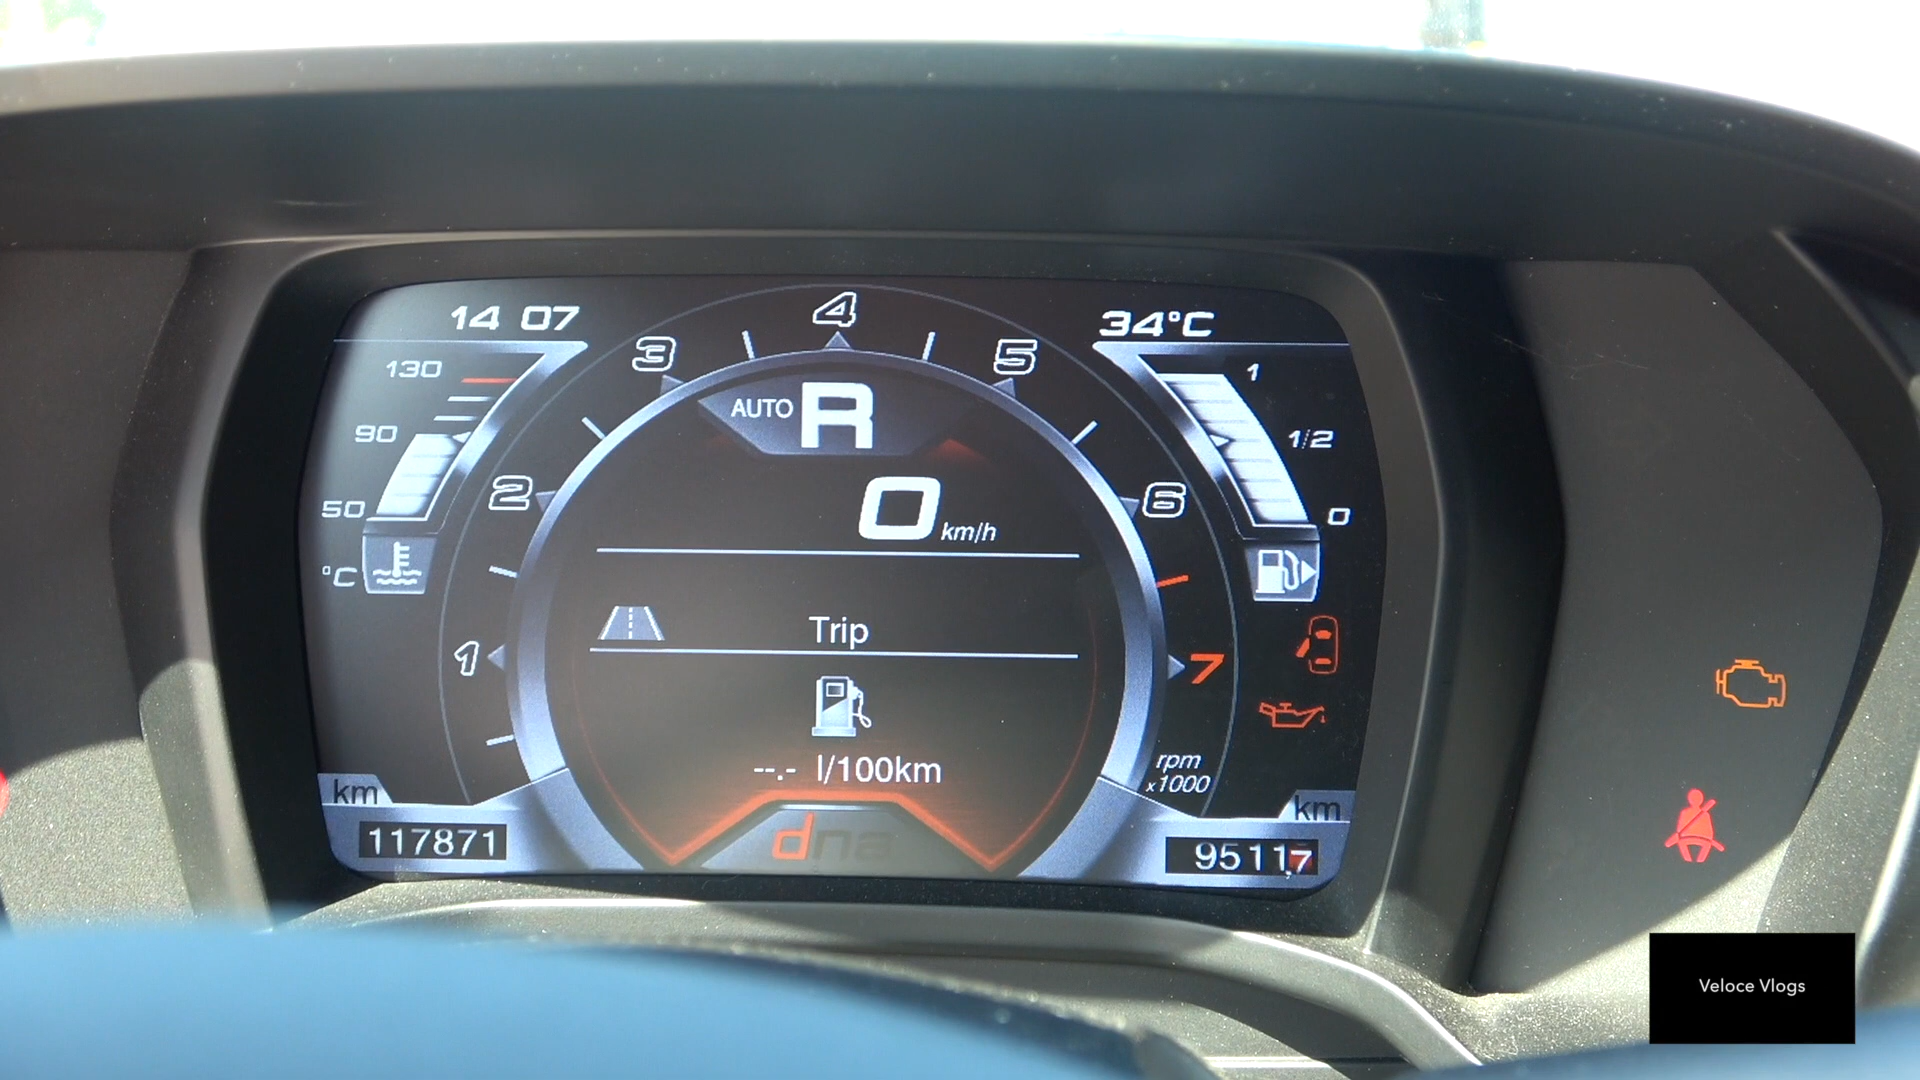 14 07
34°C
4
3
5
2
6
1
7
130
90
50
°C
1
1/2
0
AUTO R
0 km/h
Trip
--.- l/100km
rpm
x1000
km
117871
km
dna
Veloce Vlogs